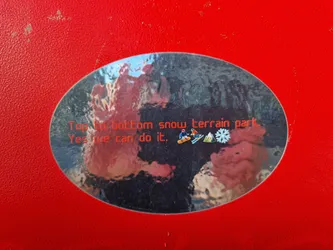 Top to bottom snow terrain park.
Yes we can do it. 🏂🎿🏔️❄️